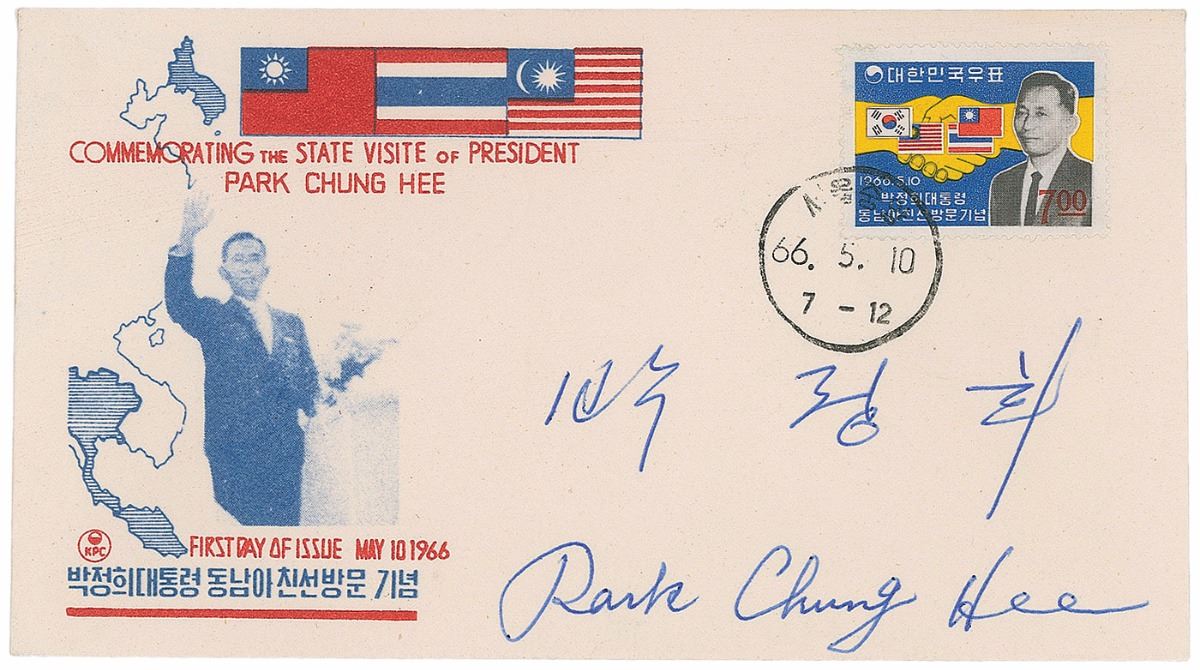 COMMEMORATING THE STATE VISITE OF PRESIDENT
PARK CHUNG HEE
대한민국우표
1966.5.10
박정희대통령
동남아친선방문기념
7.00
66. 5. 10
7 - 12
박 정 희
Park Chung Hee
KPC
FIRST DAY OF ISSUE MAY 10 1966
박정희대통령 동남아친선방문 기념